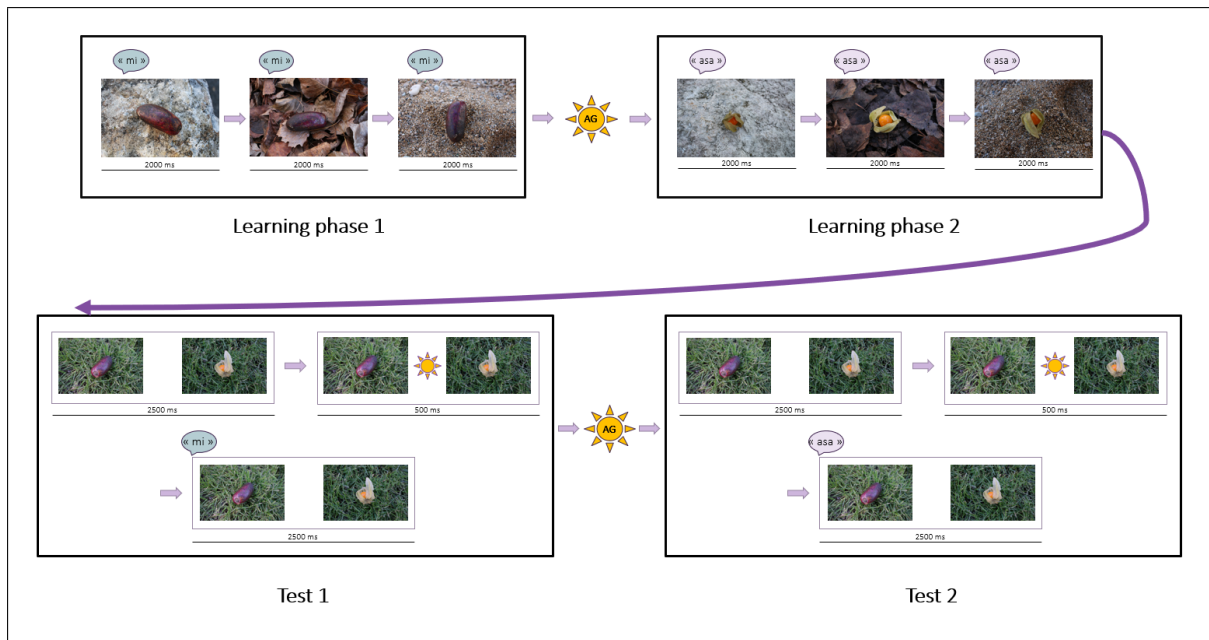 « mi » « mi » « mi » « asa » « asa » « asa »
AG
2000 ms 2000 ms 2000 ms 2000 ms 2000 ms 2000 ms
Learning phase 1 Learning phase 2
2500 ms 500 ms 2500 ms 500 ms
AG
« mi » « asa »
2500 ms 2500 ms
Test 1 Test 2